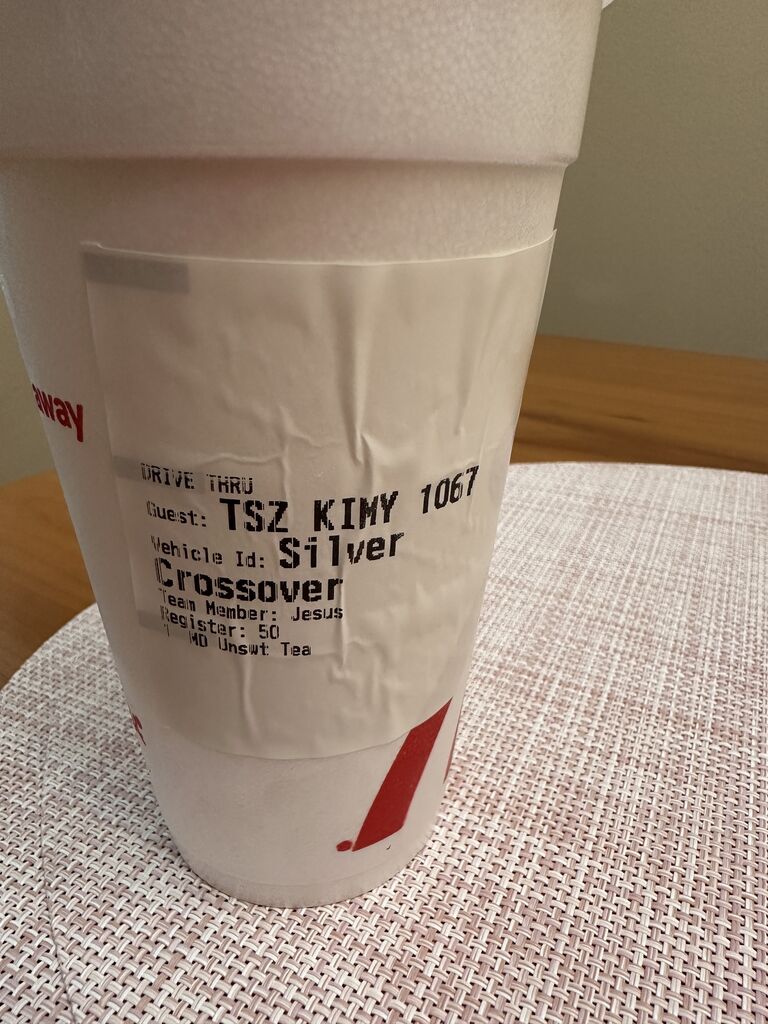 away
DRIVE THRU
Guest: TSZ KIMY 1067
Vehicle Id: Silver
Crossover
Team Member: Jesus
Register: 50
1 MD Unswt Tea